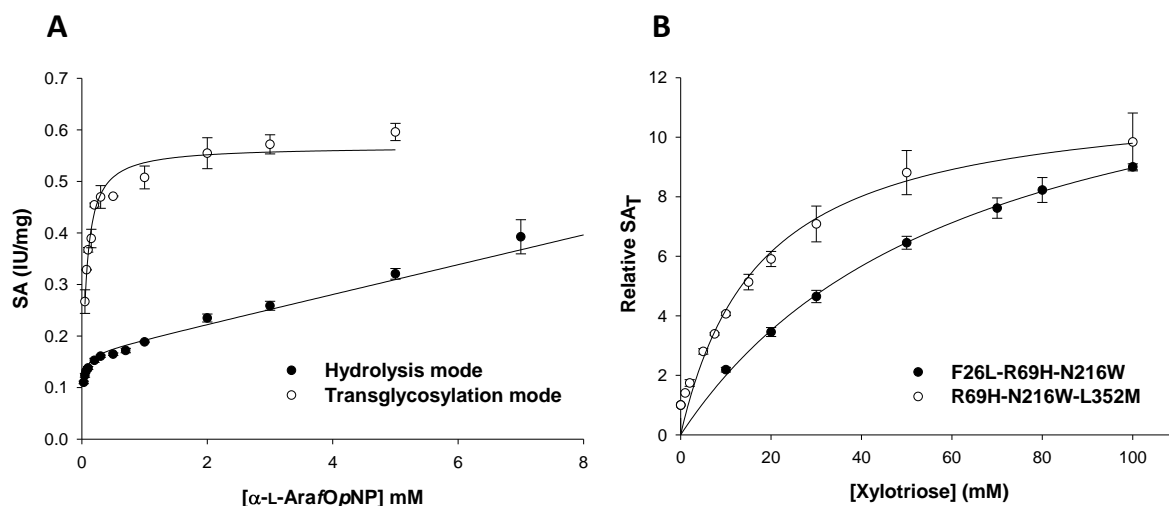 A
SA (IU/mg)
0.7
0.6
0.5
0.4
0.3
0.2
0.1
0.0
0 2 4 6 8
[α-L-ArafOpNP] mM
Hydrolysis mode
Transglycosylation mode
B
Relative SAT
12
10
8
6
4
2
0
0 20 40 60 80 100
[Xylotriose] (mM)
F26L-R69H-N216W
R69H-N216W-L352M